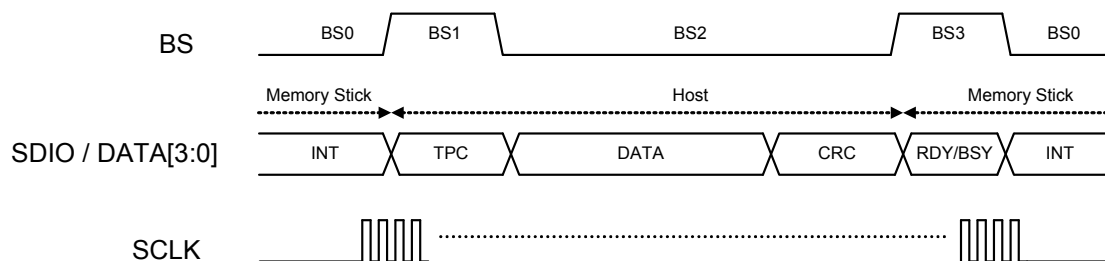 BS BS0 BS1 BS2 BS3 BS0
Memory Stick Host Memory Stick
SDIO / DATA[3:0] INT TPC DATA CRC RDY/BSY INT
SCLK